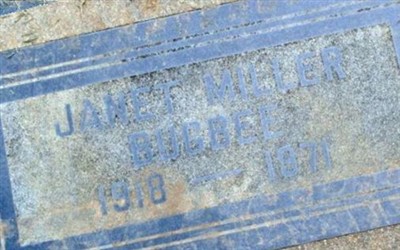 JANET MILLER
BUGBEE
1918 — 1971